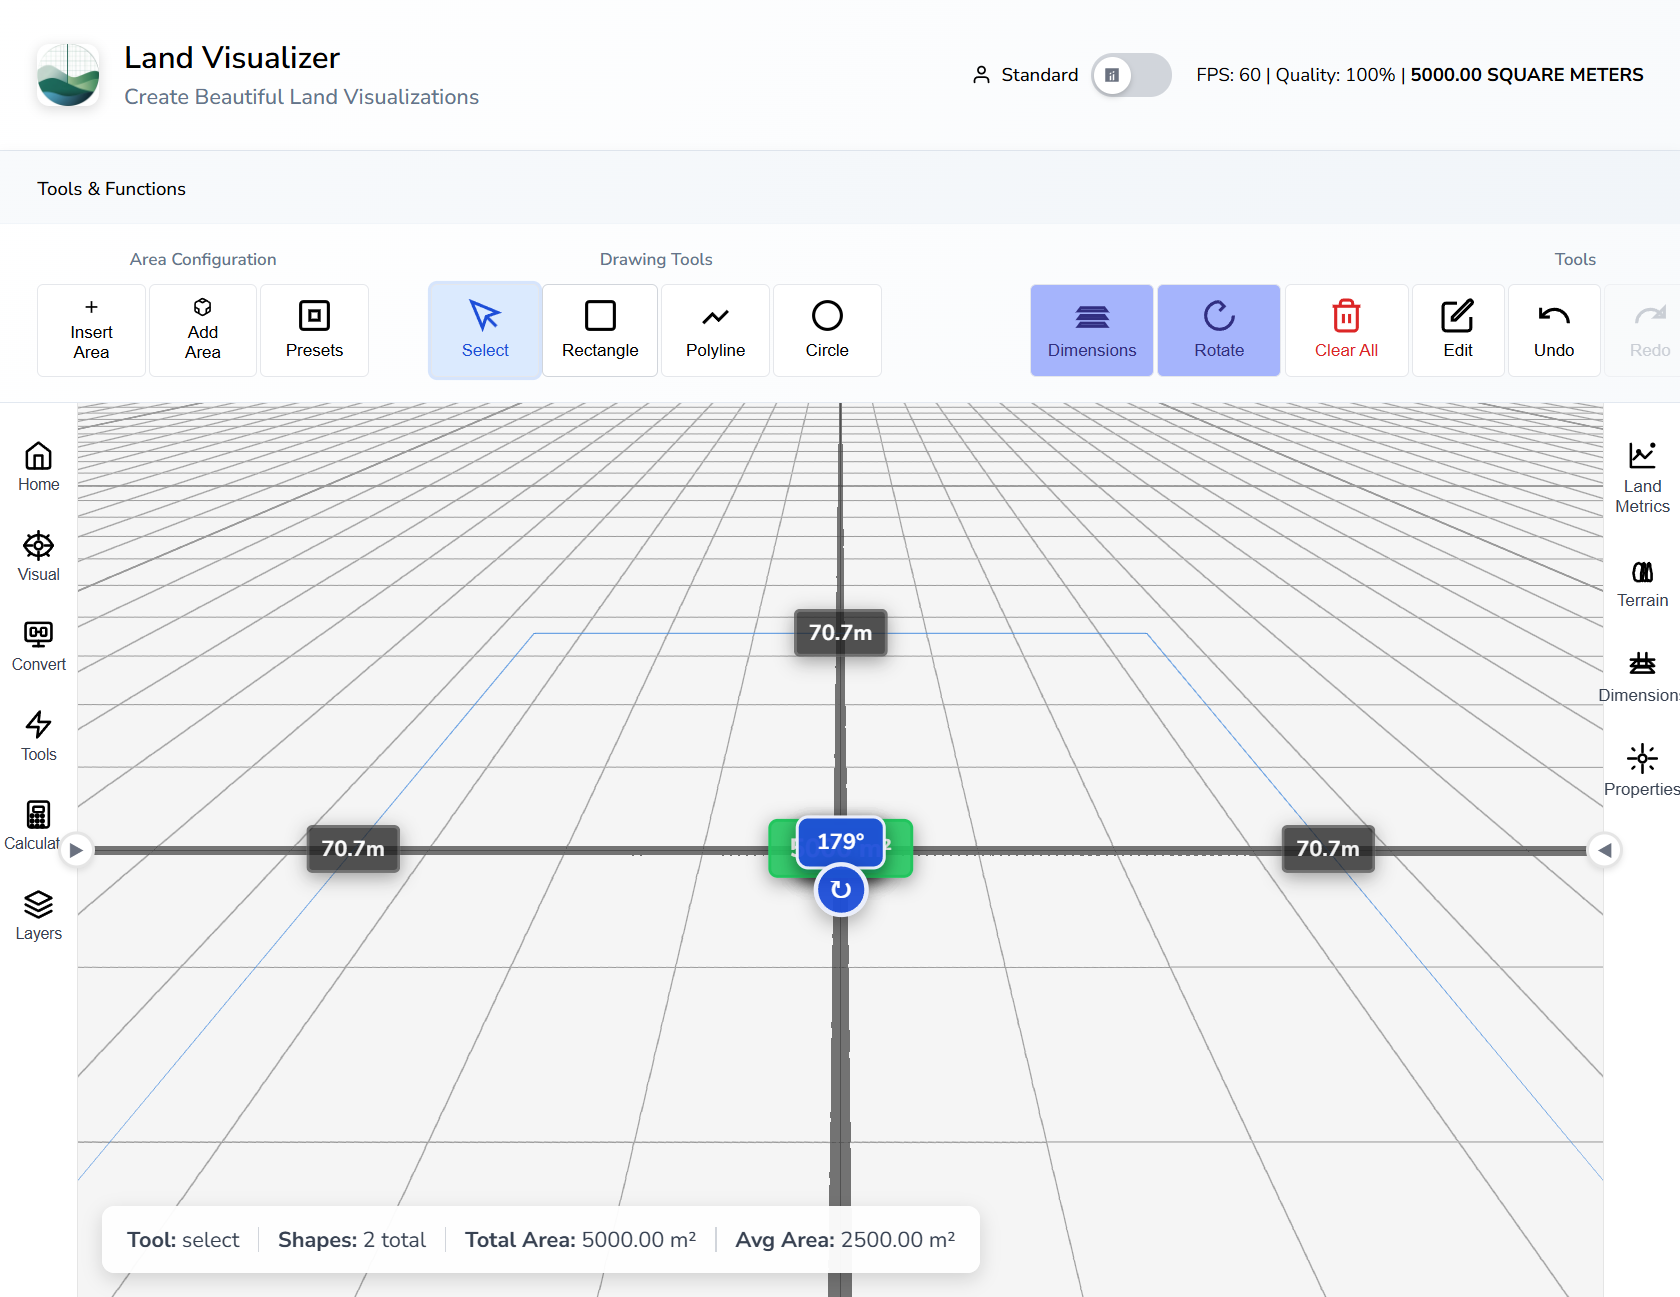 Land Visualizer
Create Beautiful Land Visualizations
Standard
FPS: 60 | Quality: 100% | 5000.00 SQUARE METERS
Tools & Functions
Area Configuration
Drawing Tools
Tools
Insert
Area
Add
Area
Presets
Select
Rectangle
Polyline
Circle
Dimensions
Rotate
Clear All
Edit
Undo
Redo
Home
Visual
Convert
Tools
Calculat
Layers
Land
Metrics
Terrain
Dimension
Properties
70.7m
70.7m
179°
70.7m
Tool: select
Shapes: 2 total
Total Area: 5000.00 m²
Avg Area: 2500.00 m²